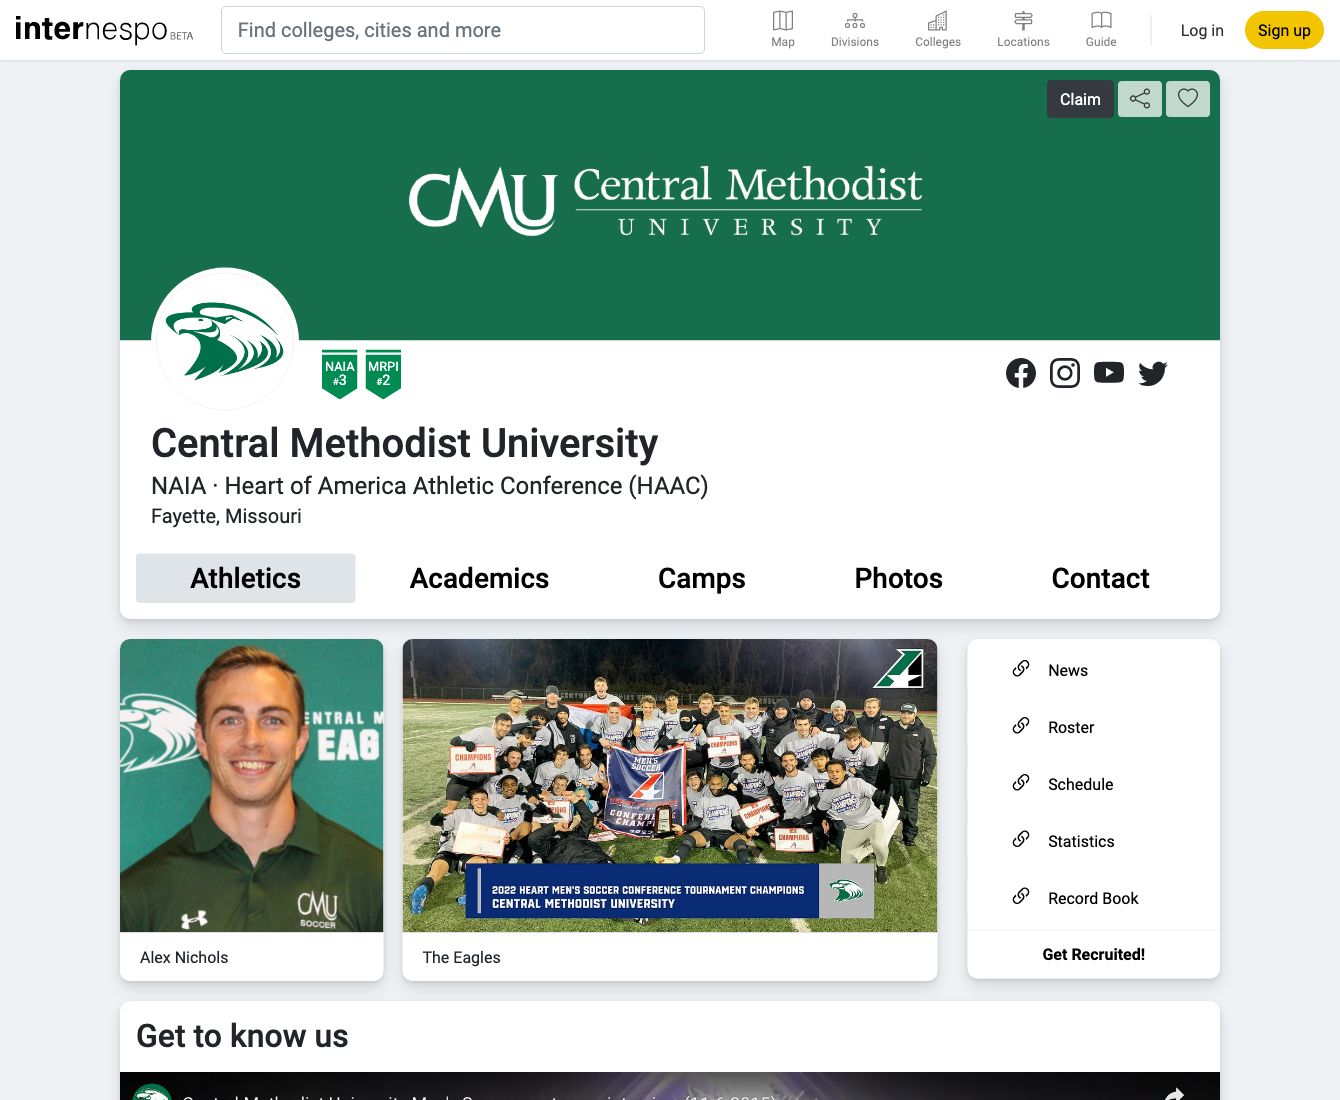 internespo BETA
Find colleges, cities and more
Map
Divisions
Colleges
Locations
Guide
Log in
Sign up
Claim
CMU Central Methodist
UNIVERSITY
NAIA
#3
MRPI
#2
Central Methodist University
NAIA · Heart of America Athletic Conference (HAAC)
Fayette, Missouri
Athletics
Academics
Camps
Photos
Contact
ENTRAL M
EAG
CMU
SOCCER
Alex Nichols
CHAMPIONS
CHAMPIONS
CHAMPIONS
CHAMPIONS
MEN'S
SOCCER
2022 HEART MEN'S SOCCER CONFERENCE TOURNAMENT CHAMPIONS
CENTRAL METHODIST UNIVERSITY
The Eagles
News
Roster
Schedule
Statistics
Record Book
Get Recruited!
Get to know us